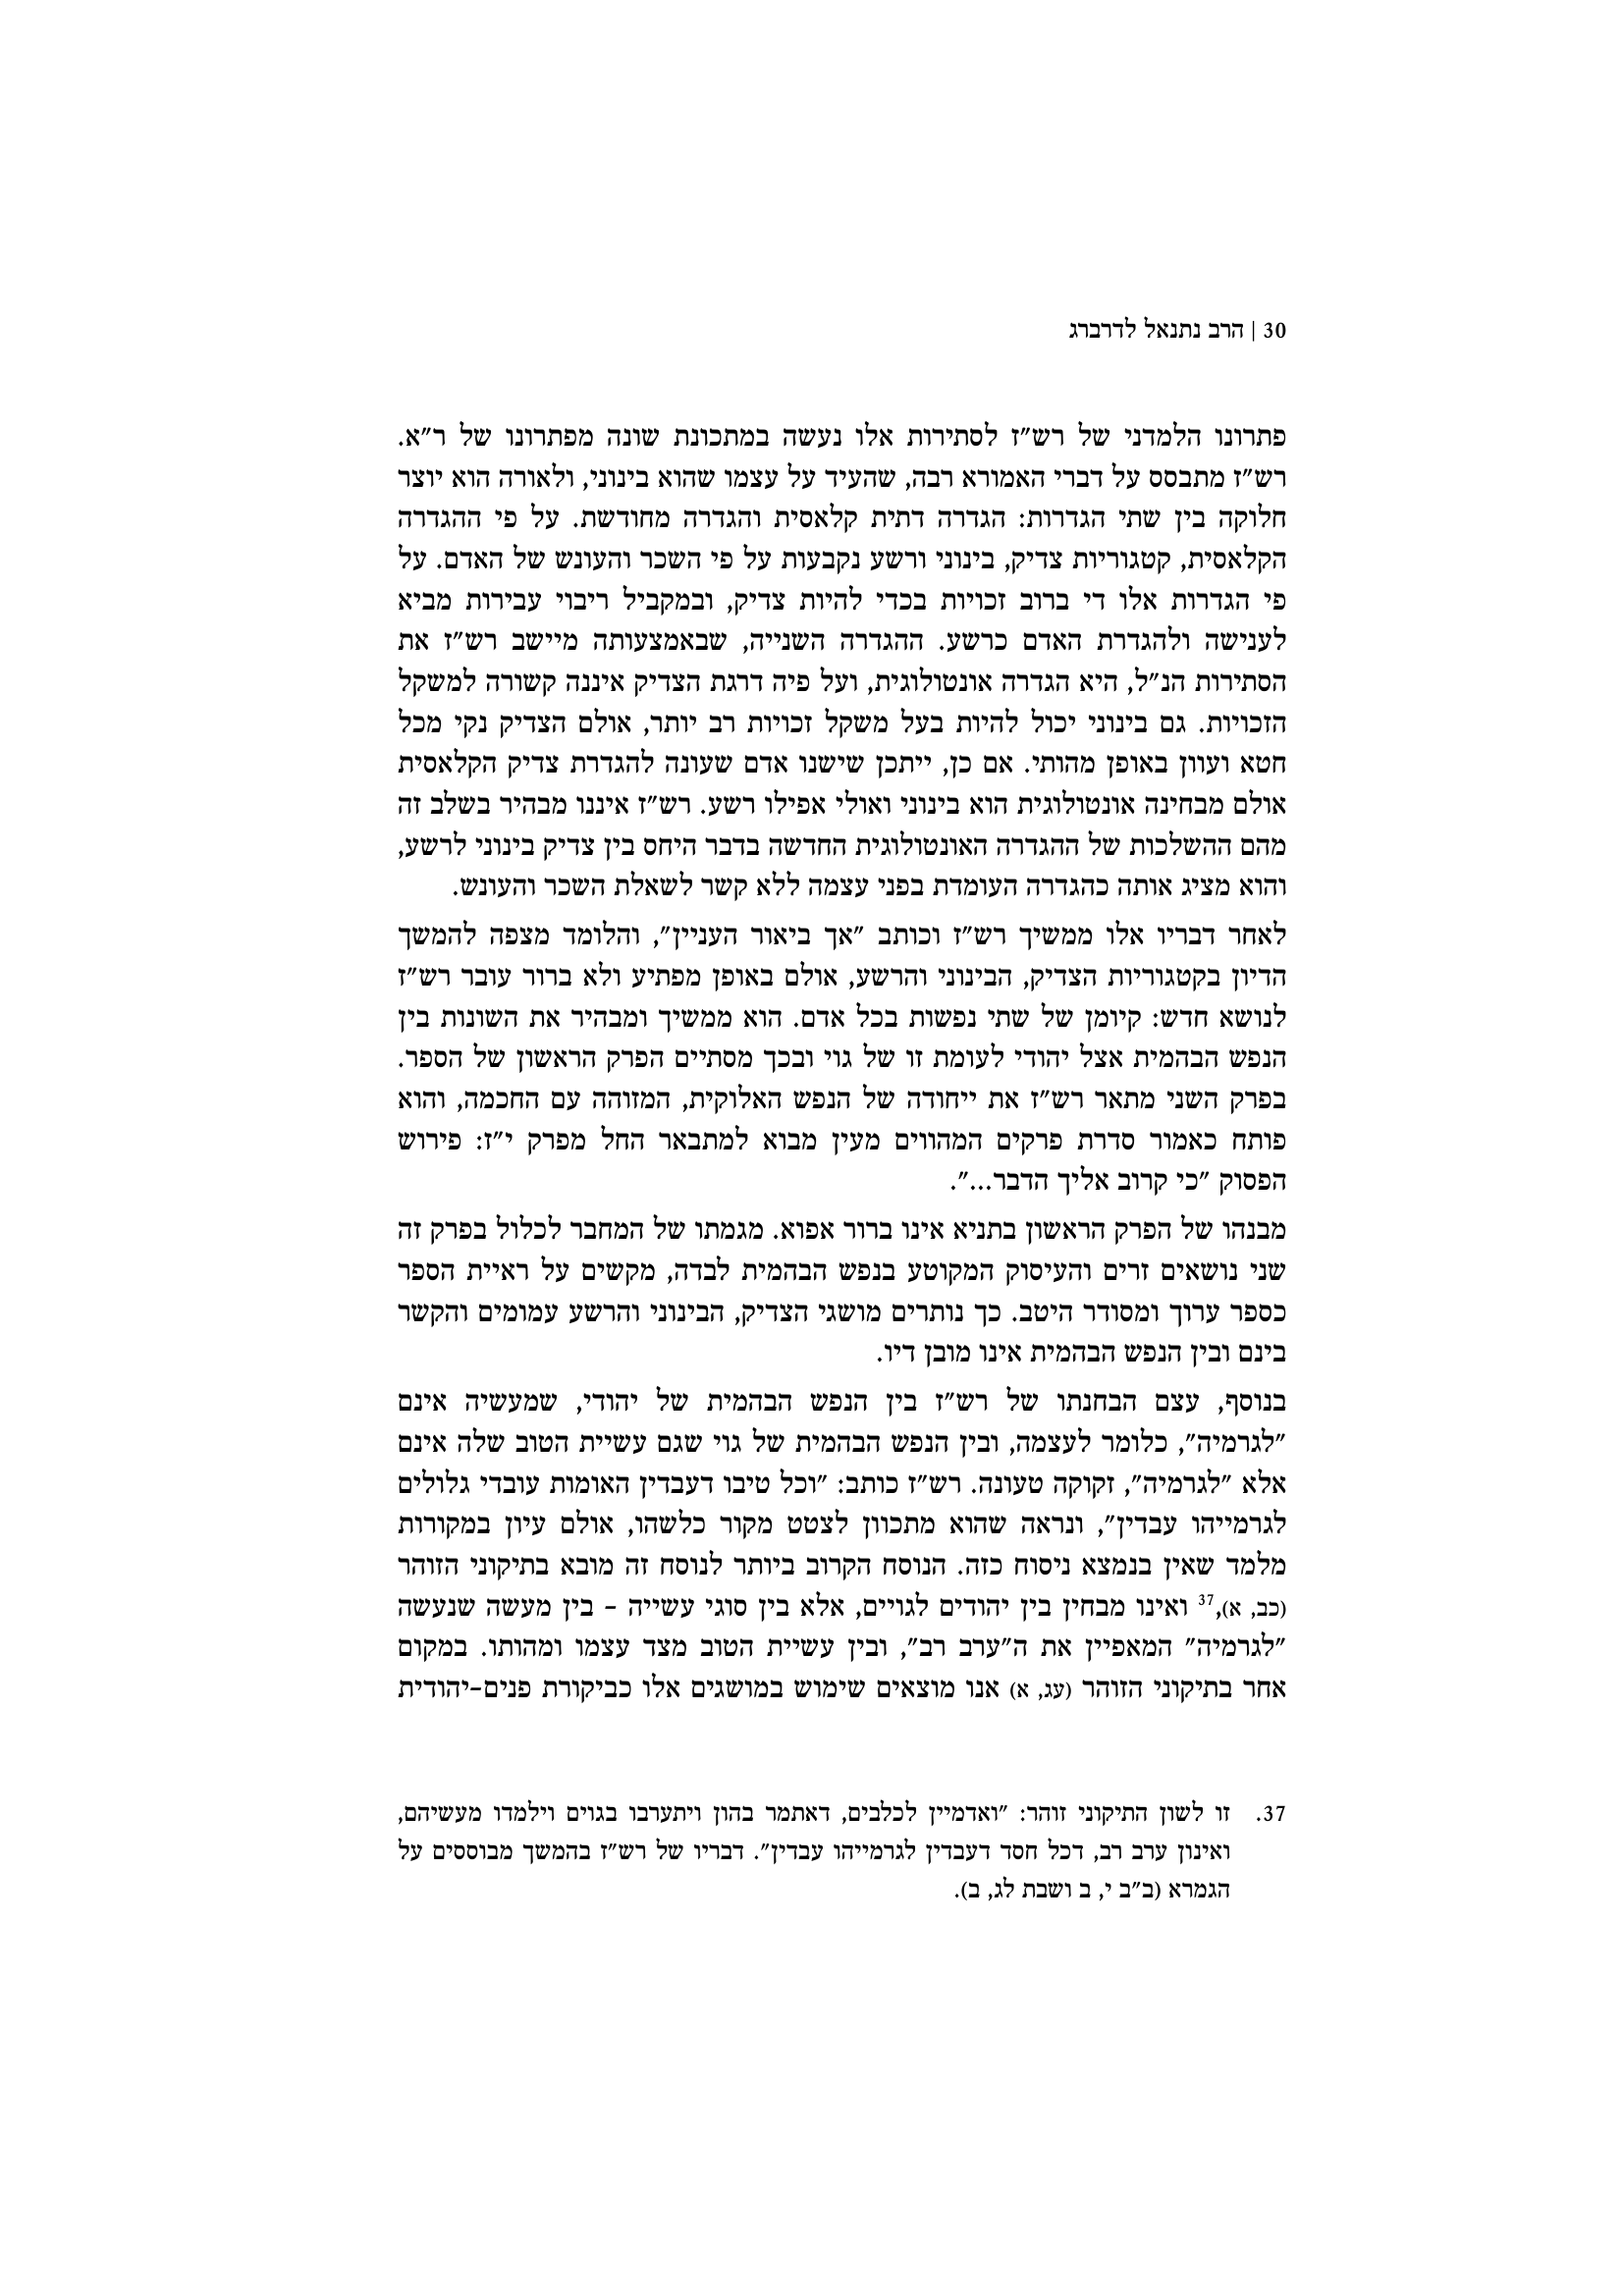 30 | הרב נתנאל לדרברג
פתרונו הלמדני של רש"ז לסתירות אלו נעשה במתכונת שונה מפתרונו של ר"א.
רש"ז מתבסס על דברי האמורא רבה, שהעיד על עצמו שהוא בינוני, ולאורה הוא יוצר
חלוקה בין שתי הגדרות: הגדרה דתית קלאסית והגדרה מחודשת. על פי ההגדרה
הקלאסית, קטגוריות צדיק, בינוני ורשע נקבעות על פי השכר והעונש של האדם. על
פי הגדרות אלו די ברוב זכויות בכדי להיות צדיק, ובמקביל ריבוי עבירות מביא
לענישה ולהגדרת האדם כרשע. ההגדרה השנייה, שבאמצעותה מיישב רש"ז את
הסתירות הנ"ל, היא הגדרה אונטולוגית, ועל פיה דרגת הצדיק איננה קשורה למשקל
הזכויות. גם בינוני יכול להיות בעל משקל זכויות רב יותר, אולם הצדיק נקי מכל
חטא ועוון באופן מהותי. אם כן, ייתכן שישנו אדם שעונה להגדרת צדיק הקלאסית
אולם מבחינה אונטולוגית הוא בינוני ואולי אפילו רשע. רש"ז איננו מבהיר בשלב זה
מהם ההשלכות של ההגדרה האונטולוגית החדשה בדבר היחס בין צדיק בינוני לרשע,
והוא מציג אותה כהגדרה העומדת בפני עצמה ללא קשר לשאלת השכר והעונש.
לאחר דבריו אלו ממשיך רש"ז וכותב "אך ביאור העניין", והלומד מצפה להמשך
הדיון בקטגוריות הצדיק, הבינוני והרשע, אולם באופן מפתיע ולא ברור עובר רש"ז
לנושא חדש: קיומן של שתי נפשות בכל אדם. הוא ממשיך ומבהיר את השונות בין
הנפש הבהמית אצל יהודי לעומת זו של גוי ובכך מסתיים הפרק הראשון של הספר.
בפרק השני מתאר רש"ז את ייחודה של הנפש האלוקית, המזוהה עם החכמה, והוא
פותח כאמור סדרת פרקים המהווים מעין מבוא למתבאר החל מפרק י"ז: פירוש
הפסוק "כי קרוב אליך הדבר...".
מבנהו של הפרק הראשון בתניא אינו ברור אפוא. מגמתו של המחבר לכלול בפרק זה
שני נושאים זרים והעיסוק המקוטע בנפש הבהמית לבדה, מקשים על ראיית הספר
כספר ערוך ומסודר היטב. כך נותרים מושגי הצדיק, הבינוני והרשע עמומים והקשר
בינם ובין הנפש הבהמית אינו מובן דיו.
בנוסף, עצם הבחנתו של רש"ז בין הנפש הבהמית של יהודי, שמעשיה אינם
"לגרמיה", כלומר לעצמה, ובין הנפש הבהמית של גוי שגם עשיית הטוב שלה אינם
אלא "לגרמיה", זקוקה טעונה. רש"ז כותב: "וכל טיבו דעבדין האומות עובדי גלולים
לגרמייהו עבדין", ונראה שהוא מתכוון לצטט מקור כלשהו, אולם עיון במקורות
מלמד שאין בנמצא ניסוח כזה. הנוסח הקרוב ביותר לנוסח זה מובא בתיקוני הזוהר
(כב, א),37 ואינו מבחין בין יהודים לגויים, אלא בין סוגי עשייה – בין מעשה שנעשה
"לגרמיה" המאפיין את ה"ערב רב", ובין עשיית הטוב מצד עצמו ומהותו. במקום
אחר בתיקוני הזוהר (עג, א) אנו מוצאים שימוש במושגים אלו כביקורת פנים-יהודית
37. זו לשון התיקוני זוהר: "ואדמיין לכלבים, דאתמר בהון ויתערבו בגוים וילמדו מעשיהם,
ואינון ערב רב, דכל חסד דעבדין לגרמייהו עבדין". דבריו של רש"ז בהמשך מבוססים על
הגמרא (ב"ב י, ב ושבת לג, ב).